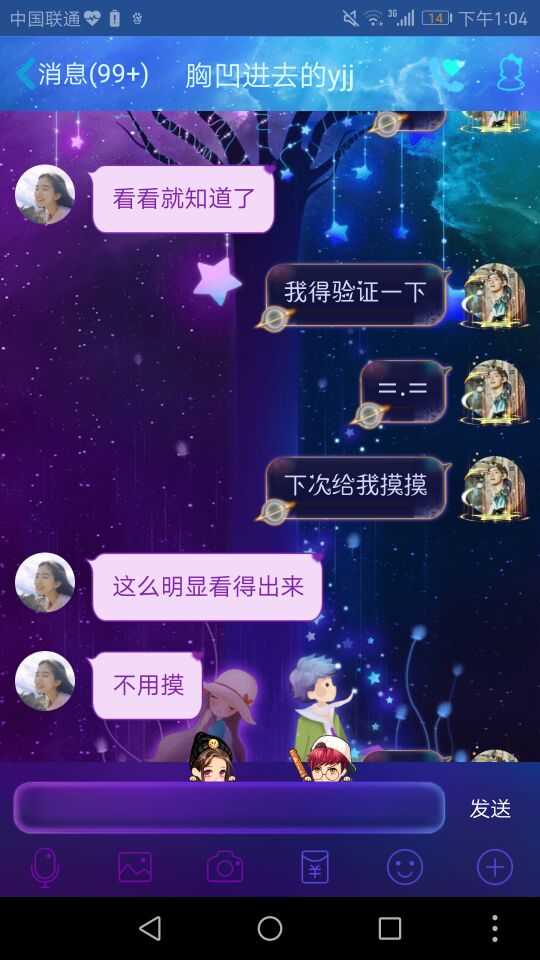 中国联通
3G
14
下午1:04
消息(99+)
胸凹进去的yjj
看看就知道了
我得验证一下
=.=
下次给我摸摸
这么明显看得出来
不用摸
发送
¥